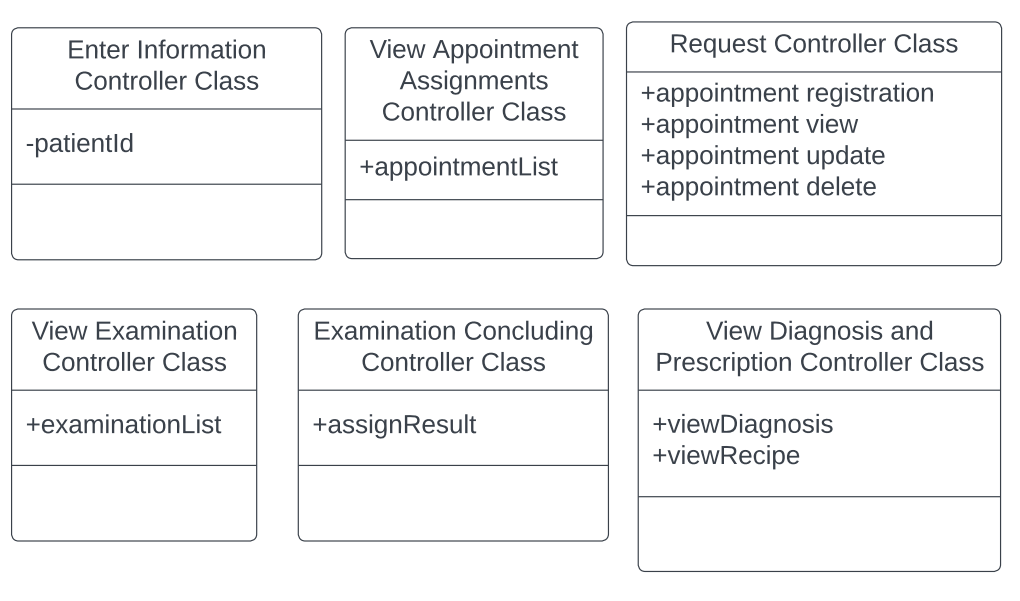 Enter Information
Controller Class
-patientId
View Appointment
Assignments
Controller Class
+appointmentList
Request Controller Class
+appointment registration
+appointment view
+appointment update
+appointment delete
View Examination
Controller Class
+examinationList
Examination Concluding
Controller Class
+assignResult
View Diagnosis and
Prescription Controller Class
+viewDiagnosis
+viewRecipe